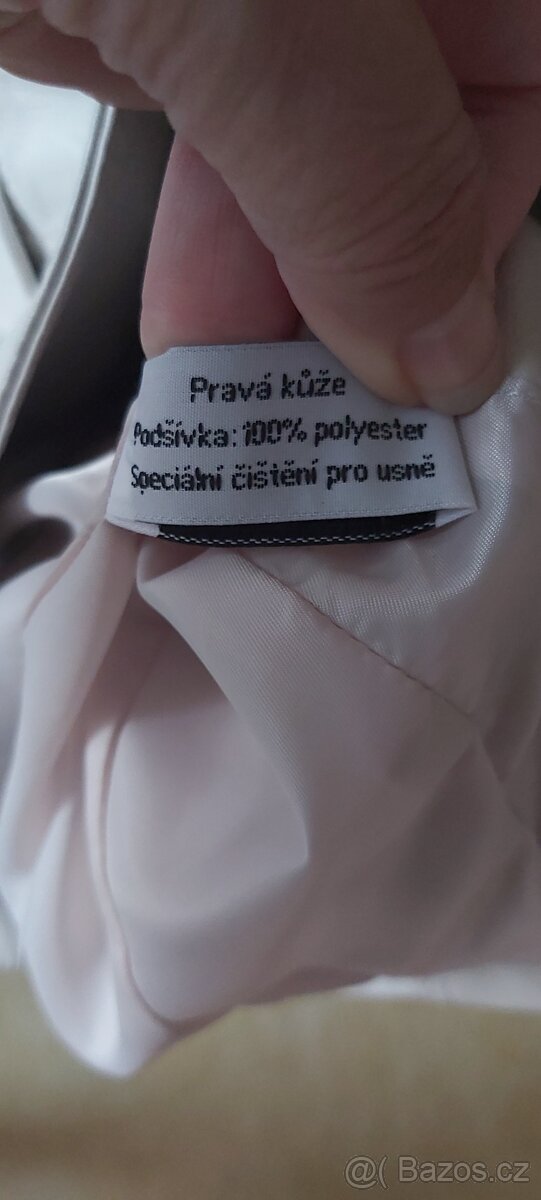 Pravá kůže
Podšívka: 100% polyester
Speciální čištění pro usně
@( Bazos.cz